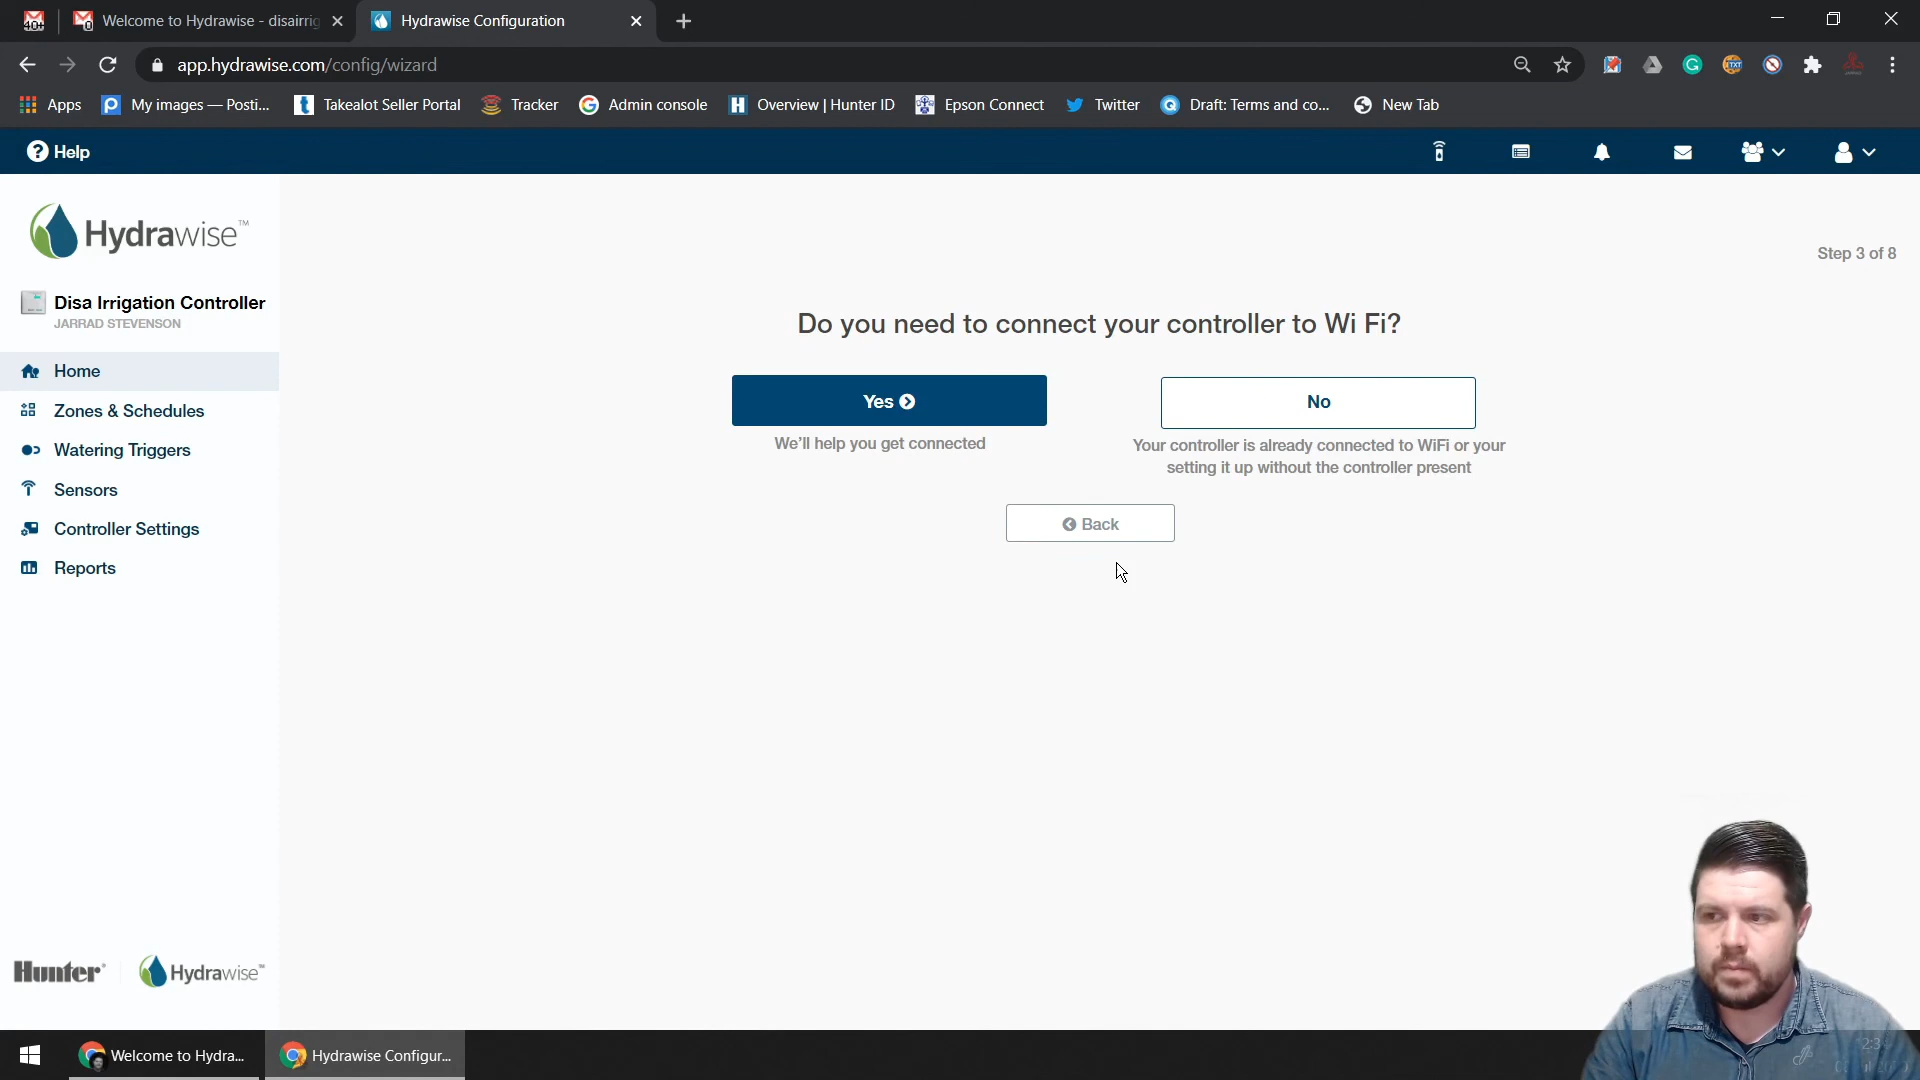 40+
Welcome to Hydrawise - disairrig
Hydrawise Configuration
app.hydrawise.com/config/wizard
Apps
My images — Posti...
Takealot Seller Portal
Tracker
Admin console
Overview | Hunter ID
Epson Connect
Twitter
Draft: Terms and co...
New Tab
Help
Hydrawise™
Step 3 of 8
Disa Irrigation Controller
JARRAD STEVENSON
Home
Zones & Schedules
Watering Triggers
Sensors
Controller Settings
Reports
Do you need to connect your controller to Wi Fi?
Yes
We'll help you get connected
No
Your controller is already connected to WiFi or your
setting it up without the controller present
Back
Hunter®
Hydrawise™
Welcome to Hydra...
Hydrawise Configur...